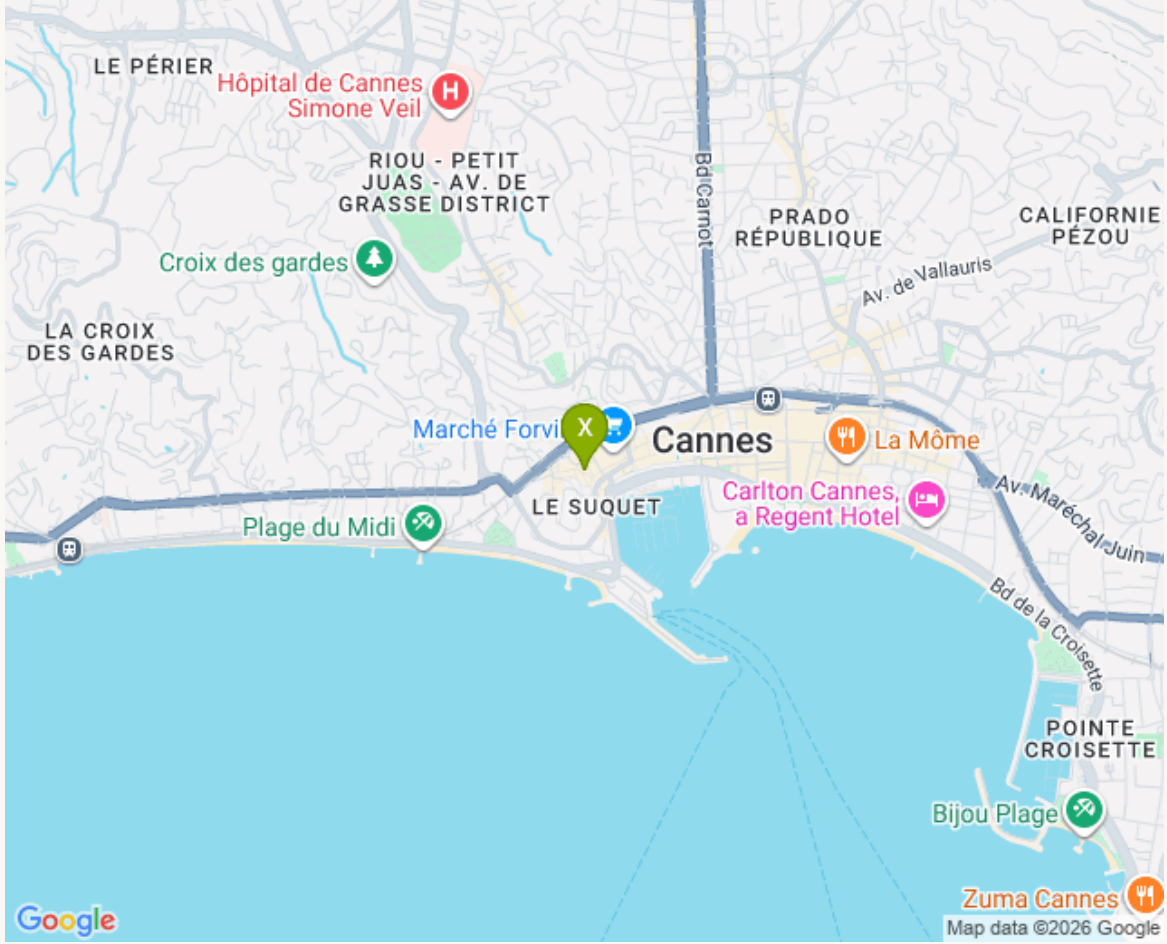 LE PÉRIER
Hôpital de Cannes
Simone Veil
H
RIOU - PETIT
JUAS - AV. DE
GRASSE DISTRICT
Bd Carnot
PRADO
RÉPUBLIQUE
CALIFORNIE
PÉZOU
Croix des gardes
Av. de Vallauris
LA CROIX
DES GARDES
Marché Forvi
X
Cannes
La Môme
LE SUQUET
Carlton Cannes,
a Regent Hotel
Av. Maréchal Juin
Plage du Midi
Bd de la Croisette
POINTE
CROISETTE
Bijou Plage
Zuma Cannes
Google
Map data ©2026 Google